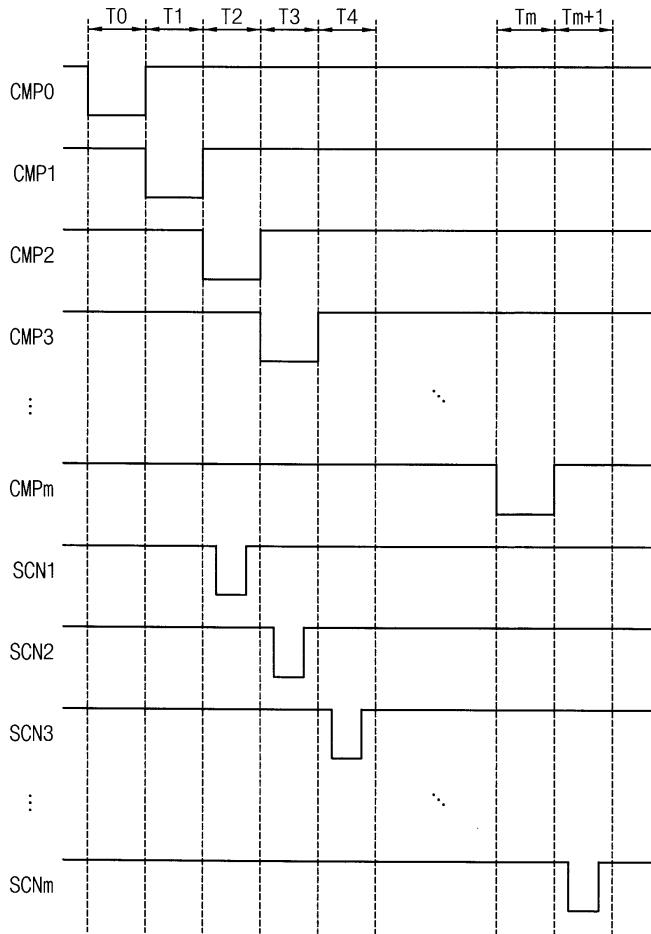 T0 T1 T2 T3 T4 Tm Tm+1
CMP0
CMP1
CMP2
CMP3
⋮ ⋱
CMPm
SCN1
SCN2
SCN3
⋮ ⋱
SCNm